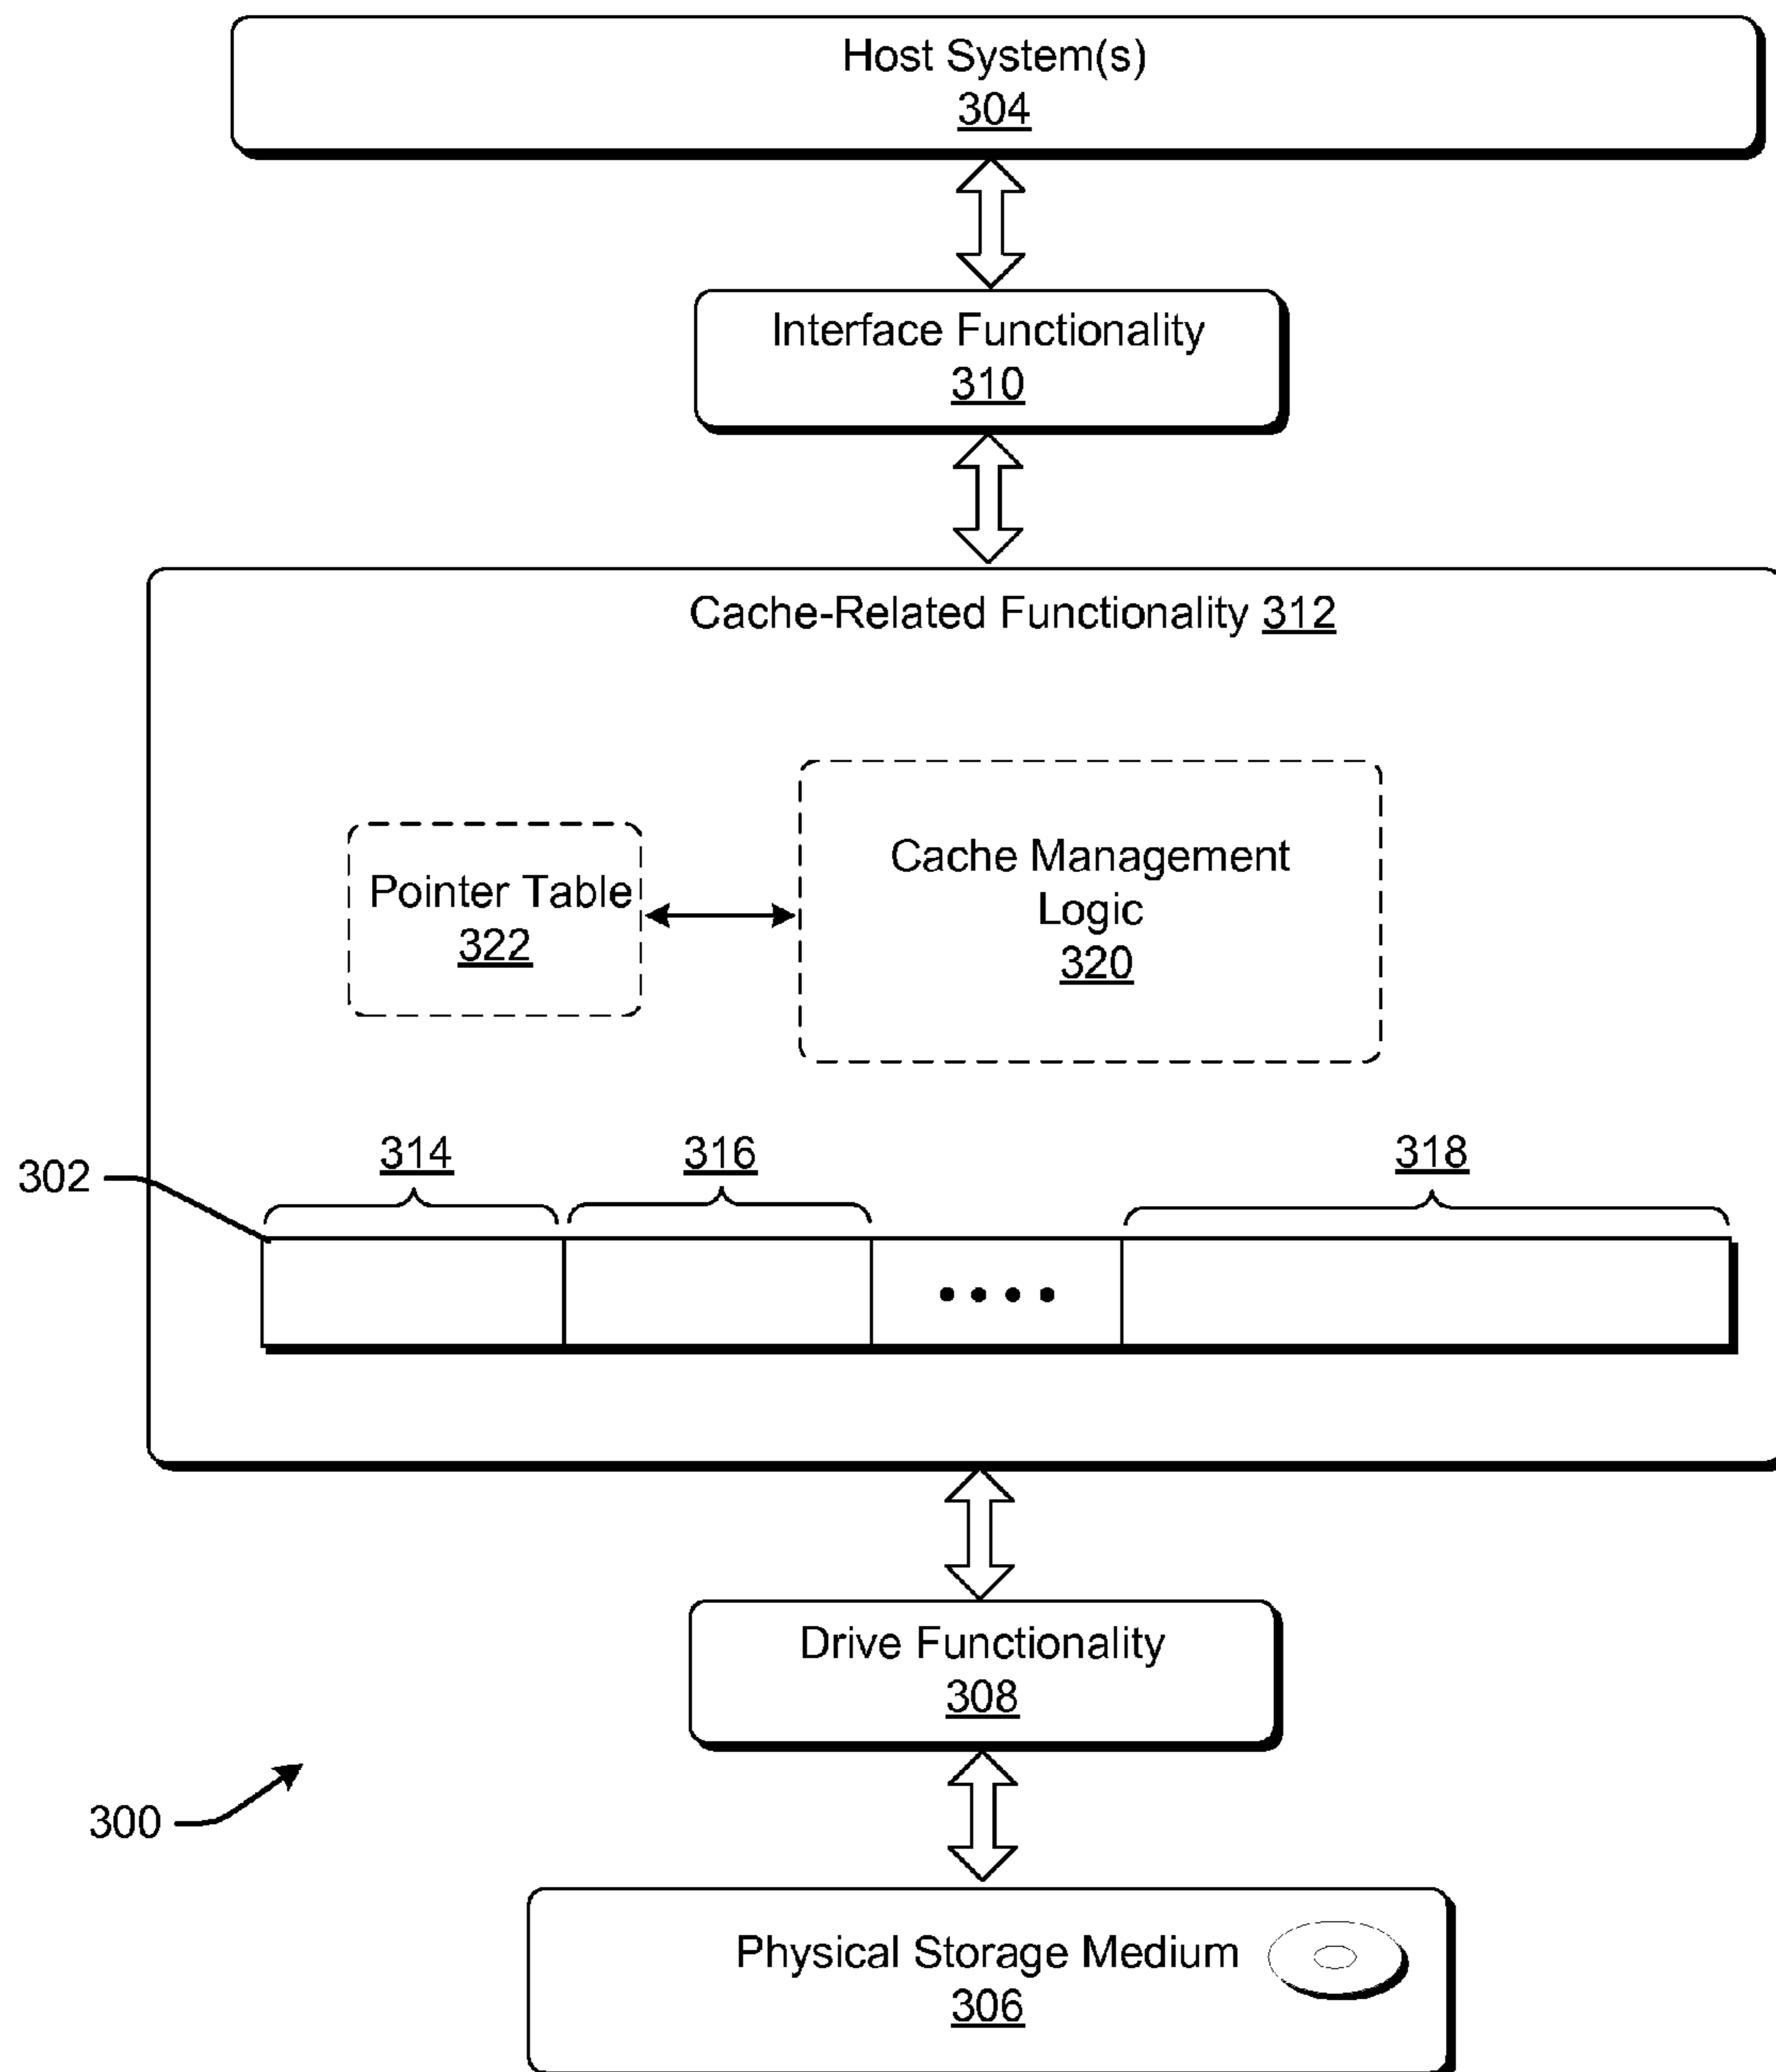 Host System(s)
304
Interface Functionality
310
Cache-Related Functionality 312
Cache Management
Logic
320
Pointer Table
322
314
316
318
302
Drive Functionality
308
300
Physical Storage Medium
306